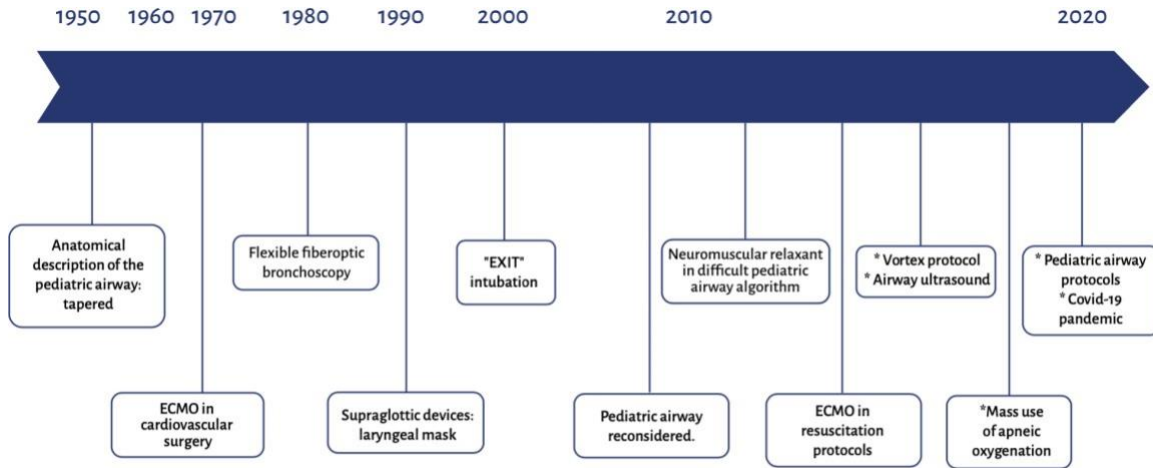 1950 1960 1970 1980 1990 2000 2010 2020
Anatomical
description of the
pediatric airway:
tapered
Flexible fiberoptic
bronchoscopy
"EXIT"
intubation
Neuromuscular relaxant
in difficult pediatric
airway algorithm
* Vortex protocol
* Airway ultrasound
* Pediatric airway
protocols
* Covid-19
pandemic
ECMO in
cardiovascular
surgery
Supraglottic devices:
laryngeal mask
Pediatric airway
reconsidered.
ECMO in
resuscitation
protocols
*Mass use
of apneic
oxygenation